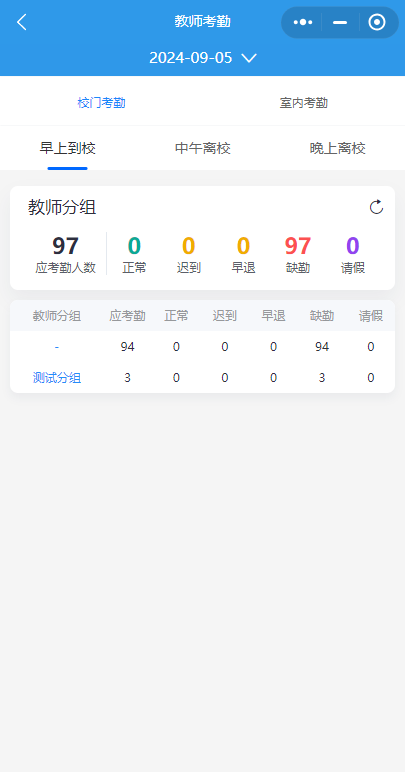 教师考勤
2024-09-05
校门考勤 室内考勤
早上到校 中午离校 晚上离校
教师分组
97 0 0 0 97 0
应考勤人数 正常 迟到 早退 缺勤 请假
教师分组 应考勤 正常 迟到 早退 缺勤 请假
- 94 0 0 0 94 0
测试分组 3 0 0 0 3 0